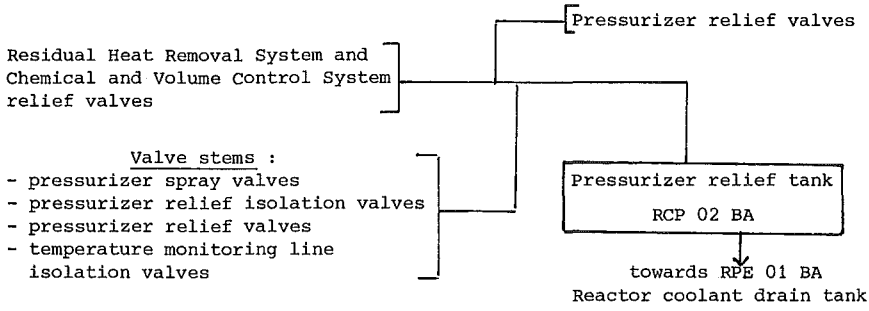 Pressurizer relief valves
Residual Heat Removal System and
Chemical and Volume Control System
relief valves
Valve stems :
- pressurizer spray valves
- pressurizer relief isolation valves
- pressurizer relief valves
- temperature monitoring line
isolation valves
Pressurizer relief tank
RCP 02 BA
towards RPE 01 BA
Reactor coolant drain tank